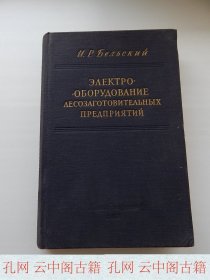 И. Р. Бельский
ЭЛЕКТРО-
-ОБОРУДОВАНИЕ
ЛЕСОЗАГОТОВИТЕЛЬНЫХ
ПРЕДПРИЯТИЙ
孔网 云中阁古籍 孔网 云中阁古籍